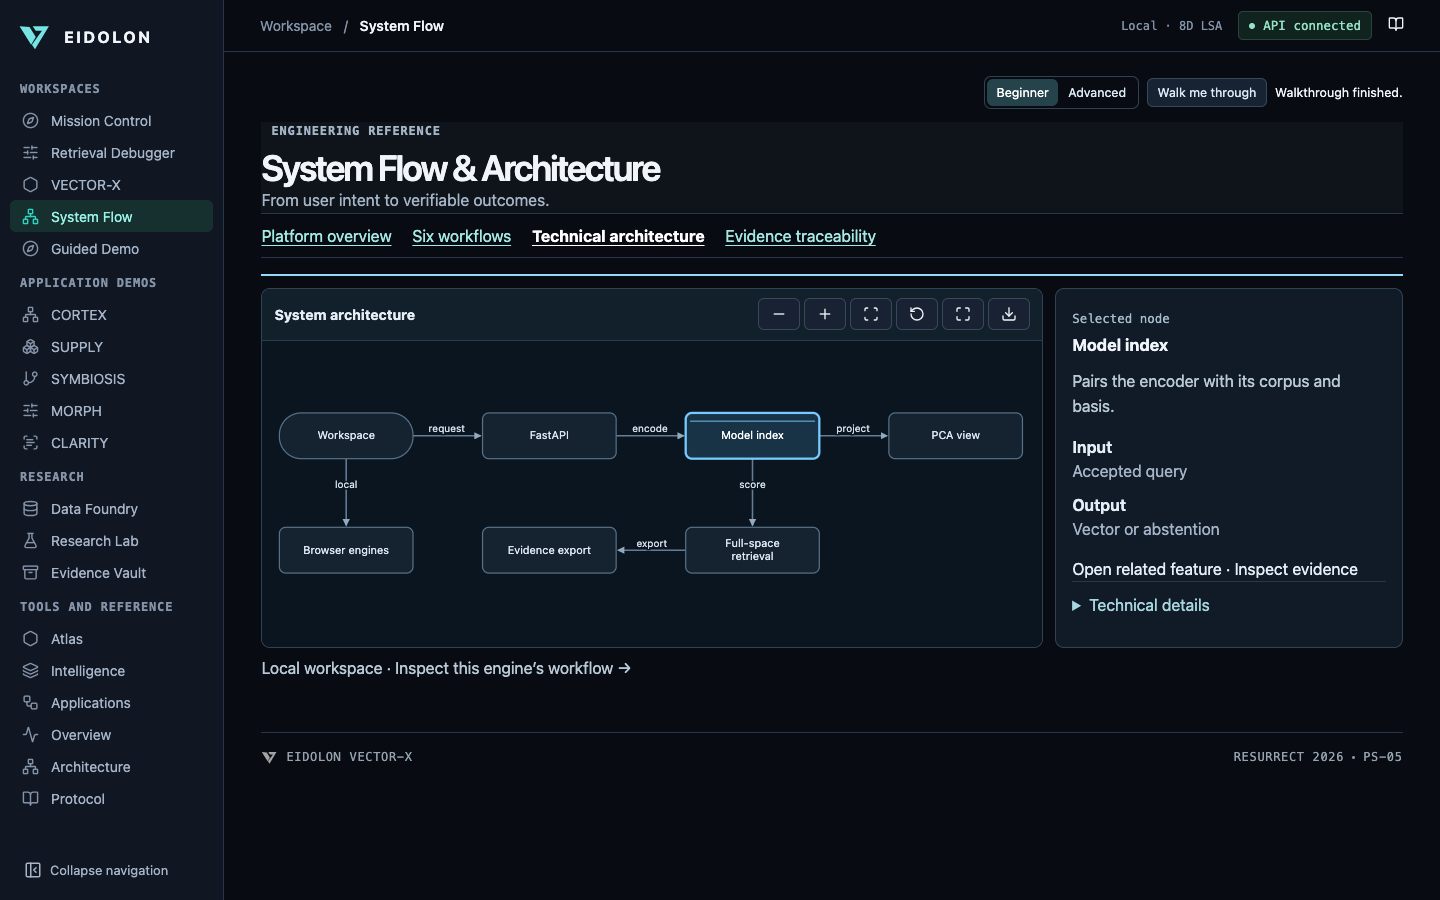 EIDOLON
WORKSPACES
Mission Control
Retrieval Debugger
VECTOR-X
System Flow
Guided Demo
APPLICATION DEMOS
CORTEX
SUPPLY
SYMBIOSIS
MORPH
CLARITY
RESEARCH
Data Foundry
Research Lab
Evidence Vault
TOOLS AND REFERENCE
Atlas
Intelligence
Applications
Overview
Architecture
Protocol
Collapse navigation
Workspace / System Flow
Local · 8D LSA
API connected
Beginner Advanced Walk me through Walkthrough finished.
ENGINEERING REFERENCE
System Flow & Architecture
From user intent to verifiable outcomes.
Platform overview Six workflows Technical architecture Evidence traceability
System architecture
Workspace request FastAPI encode Model index project PCA view
local score
Browser engines Evidence export export Full-space
retrieval
Selected node
Model index
Pairs the encoder with its corpus and
basis.
Input
Accepted query
Output
Vector or abstention
Open related feature · Inspect evidence
Technical details
Local workspace · Inspect this engine’s workflow →
EIDOLON VECTOR-X
RESURRECT 2026 · PS-05